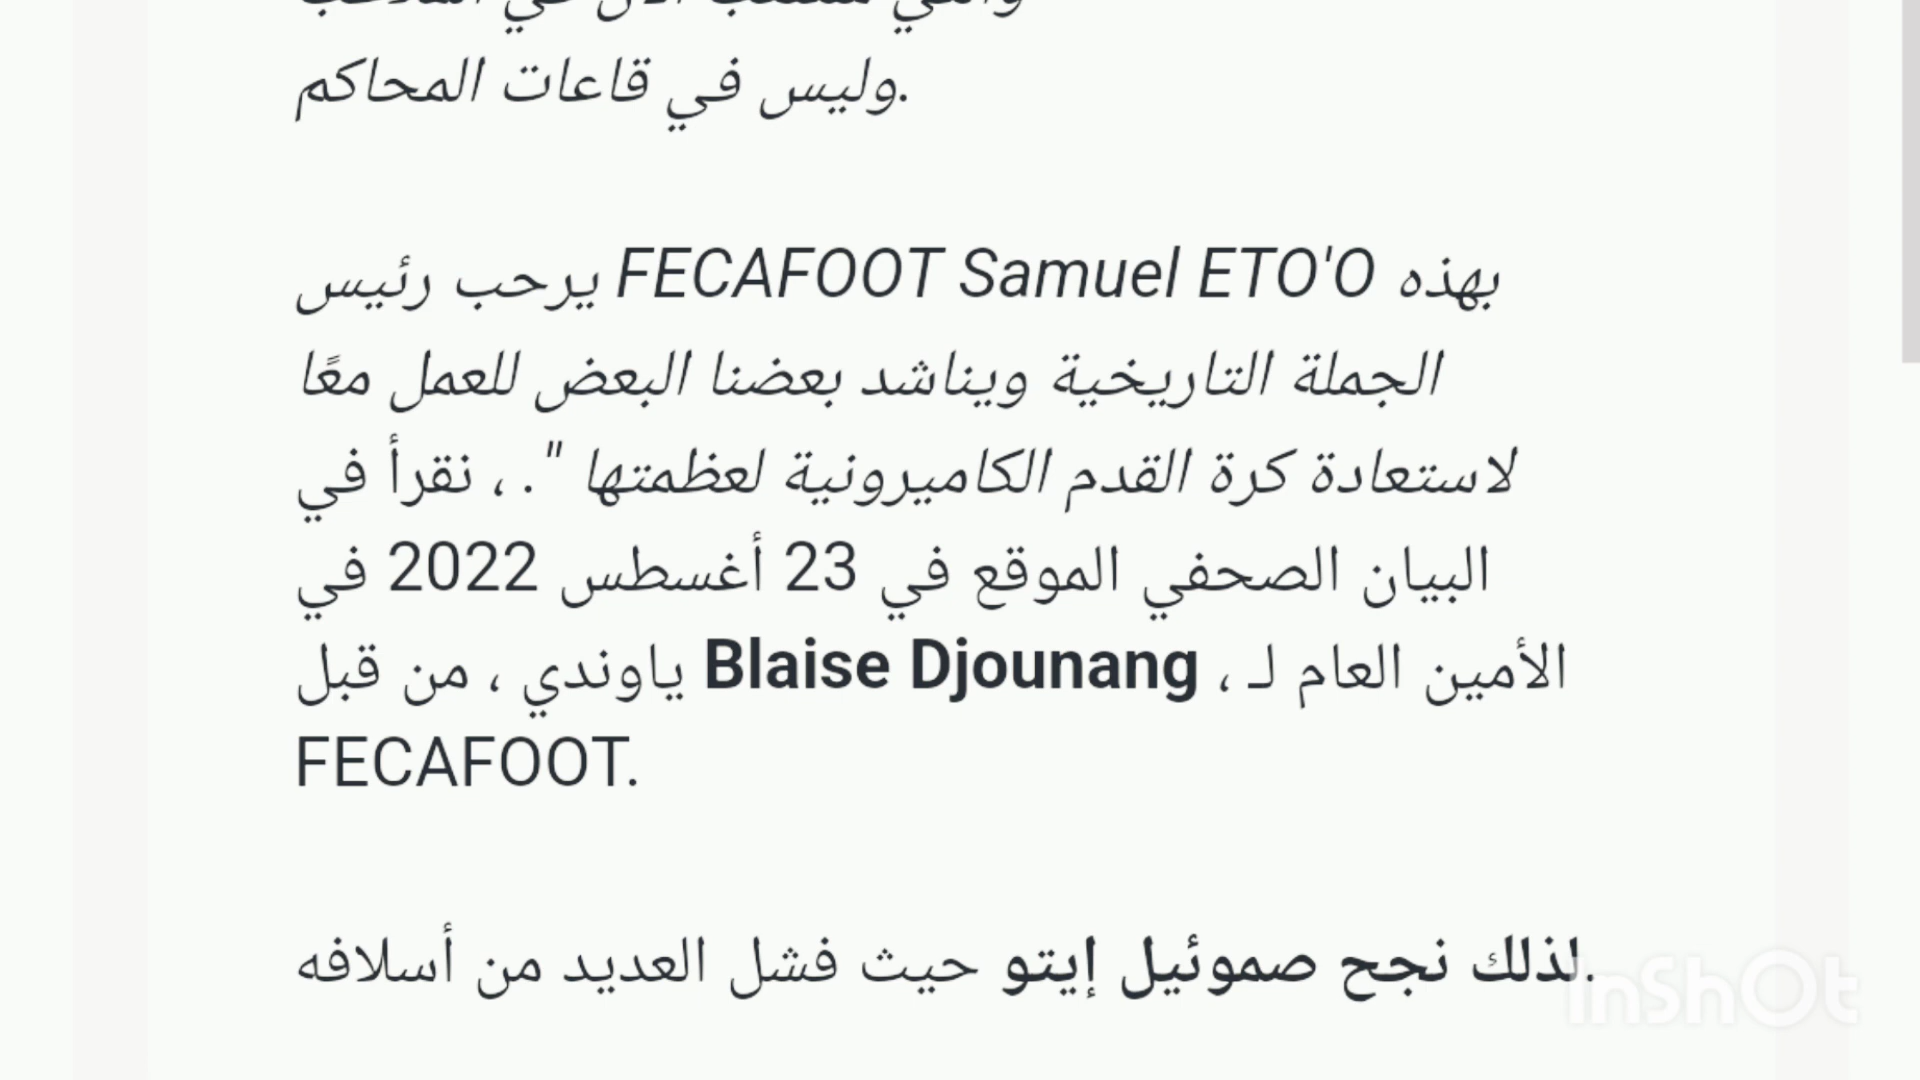 وليس في قاعات المحاكم.
يرحب رئيس FECAFOOT Samuel ETO'O بهذه
الجملة التاريخية ويناشد بعضنا البعض للعمل معًا
لاستعادة كرة القدم الكاميرونية لعظمتها ". ، نقرأ في
البيان الصحفي الموقع في 23 أغسطس 2022 في
ياوندي ، من قبل Blaise Djounang ، الأمين العام لـ
FECAFOOT.
لذلك نجح صموئيل إيتو حيث فشل العديد من أسلافه.
InShOt